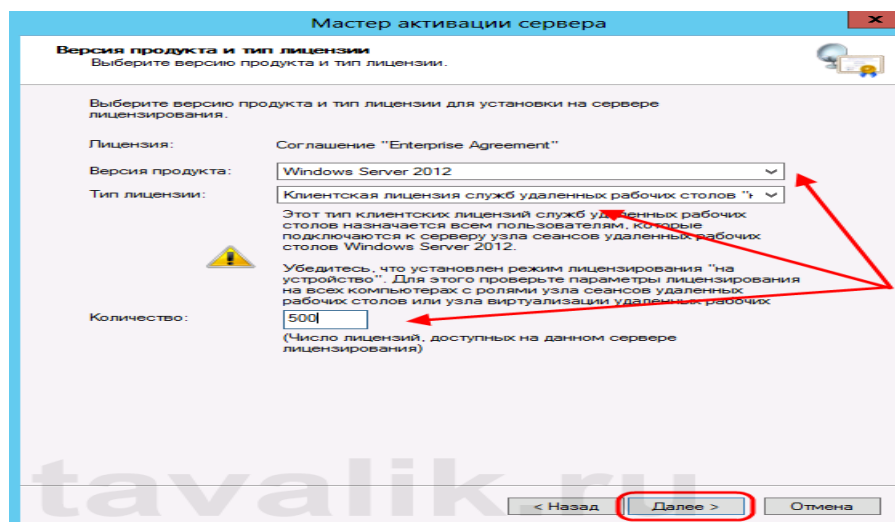 Мастер активации сервера
Версия продукта и тип лицензии
Выберите версию продукта и тип лицензии.
Выберите версию продукта и тип лицензии для установки на сервере
лицензирования.
Лицензия: Соглашение "Enterprise Agreement"
Версия продукта: Windows Server 2012
Тип лицензии: Клиентская лицензия служб удаленных рабочих столов "
Этот тип клиентских лицензий служб удаленных рабочих
столов назначается всем пользователям, которые
подключаются к серверу узла сеансов удаленных рабочих
столов Windows Server 2012.
Убедитесь, что установлен режим лицензирования "на
устройство". Для этого проверьте параметры лицензирования
на всех компьютерах с ролями узла сеансов удаленных
рабочих столов или узла виртуализации удаленных рабочих
Количество: 500
(Число лицензий, доступных на данном сервере
лицензирования)
tavalik.ru
< Назад Далее > Отмена